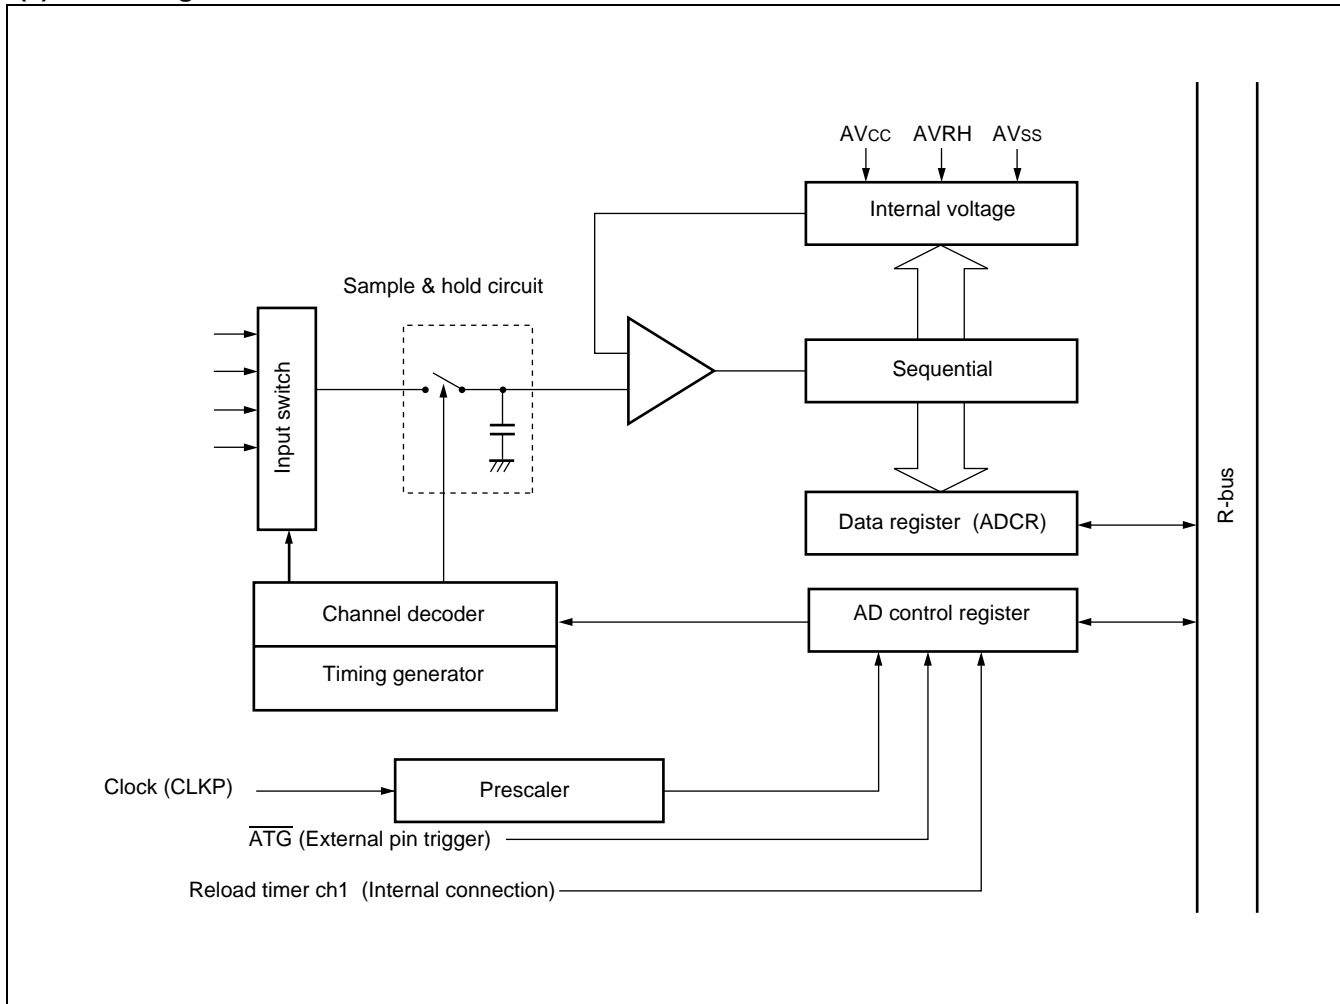 AVCC AVRH AVSS
Internal voltage
Sample & hold circuit
Input switch
Sequential
Data register (ADCR)
R-bus
Channel decoder
AD control register
Timing generator
Clock (CLKP)
Prescaler
ATG (External pin trigger)
Reload timer ch1 (Internal connection)